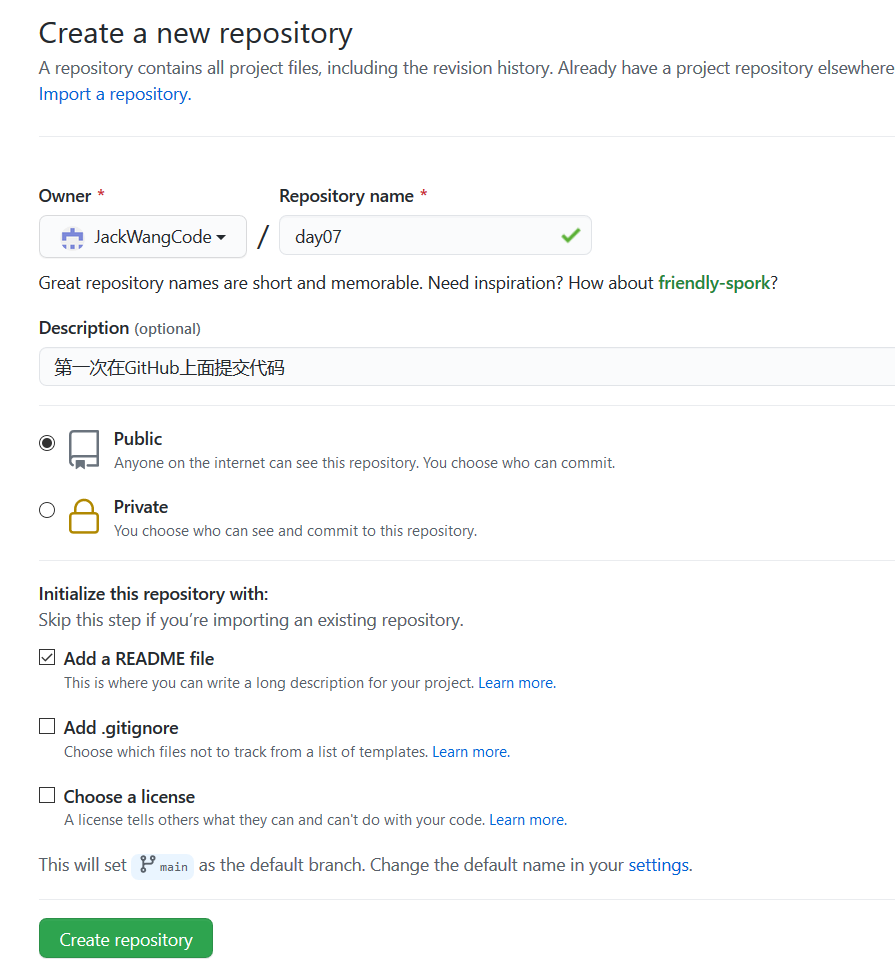 Create a new repository
A repository contains all project files, including the revision history. Already have a project repository elsewhere
Import a repository.
Owner *
Repository name *
JackWangCode
/
day07
Great repository names are short and memorable. Need inspiration? How about friendly-spork?
Description (optional)
第一次在GitHub上面提交代码
Public
Anyone on the internet can see this repository. You choose who can commit.
Private
You choose who can see and commit to this repository.
Initialize this repository with:
Skip this step if you're importing an existing repository.
Add a README file
This is where you can write a long description for your project. Learn more.
Add .gitignore
Choose which files not to track from a list of templates. Learn more.
Choose a license
A license tells others what they can and can't do with your code. Learn more.
This will set main as the default branch. Change the default name in your settings.
Create repository